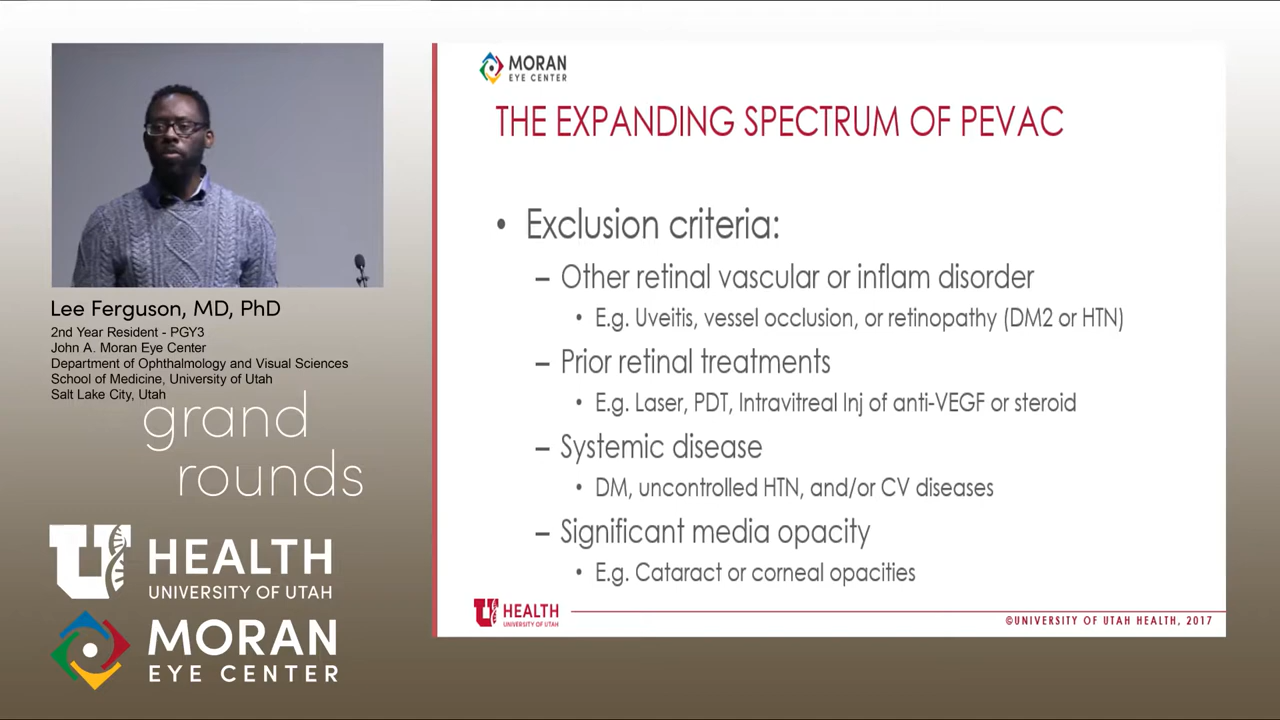 Lee Ferguson, MD, PhD
2nd Year Resident - PGY3
John A. Moran Eye Center
Department of Ophthalmology and Visual Sciences
School of Medicine, University of Utah
Salt Lake City, Utah
grand
rounds
U
HEALTH
UNIVERSITY OF UTAH
MORAN
EYE CENTER
MORAN
EYE CENTER
THE EXPANDING SPECTRUM OF PEVAC
• Exclusion criteria:
– Other retinal vascular or inflam disorder
• E.g. Uveitis, vessel occlusion, or retinopathy (DM2 or HTN)
– Prior retinal treatments
• E.g. Laser, PDT, Intravitreal Inj of anti-VEGF or steroid
– Systemic disease
• DM, uncontrolled HTN, and/or CV diseases
– Significant media opacity
• E.g. Cataract or corneal opacities
U HEALTH
UNIVERSITY OF UTAH
©UNIVERSITY OF UTAH HEALTH, 2017